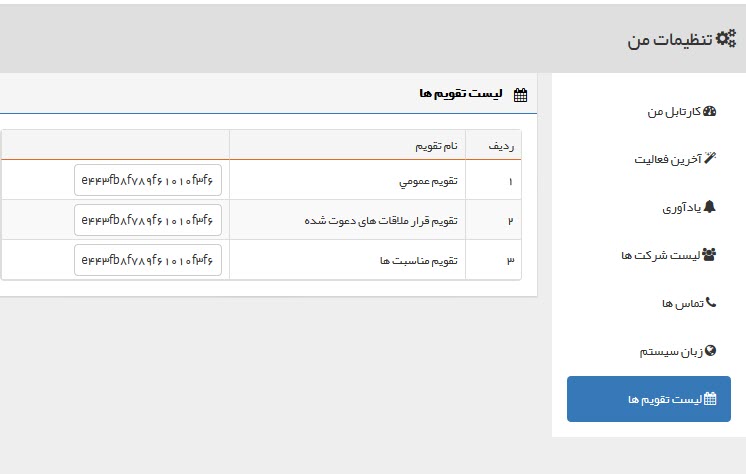 تنظیمات من
کارتابل من
آخرین فعالیت
یادآوری
لیست شرکت ها
تماس ها
زبان سیستم
لیست تقویم ها
لیست تقویم ها
ردیف نام تقویم
۱ تقویم عمومي e۴۴۳fb۸f۷۸۹f۶۱۰۱۰f۳f۶
۲ تقویم قرار ملاقات های دعوت شده e۴۴۳fb۸f۷۸۹f۶۱۰۱۰f۳f۶
۳ تقویم مناسبت ها e۴۴۳fb۸f۷۸۹f۶۱۰۱۰f۳f۶